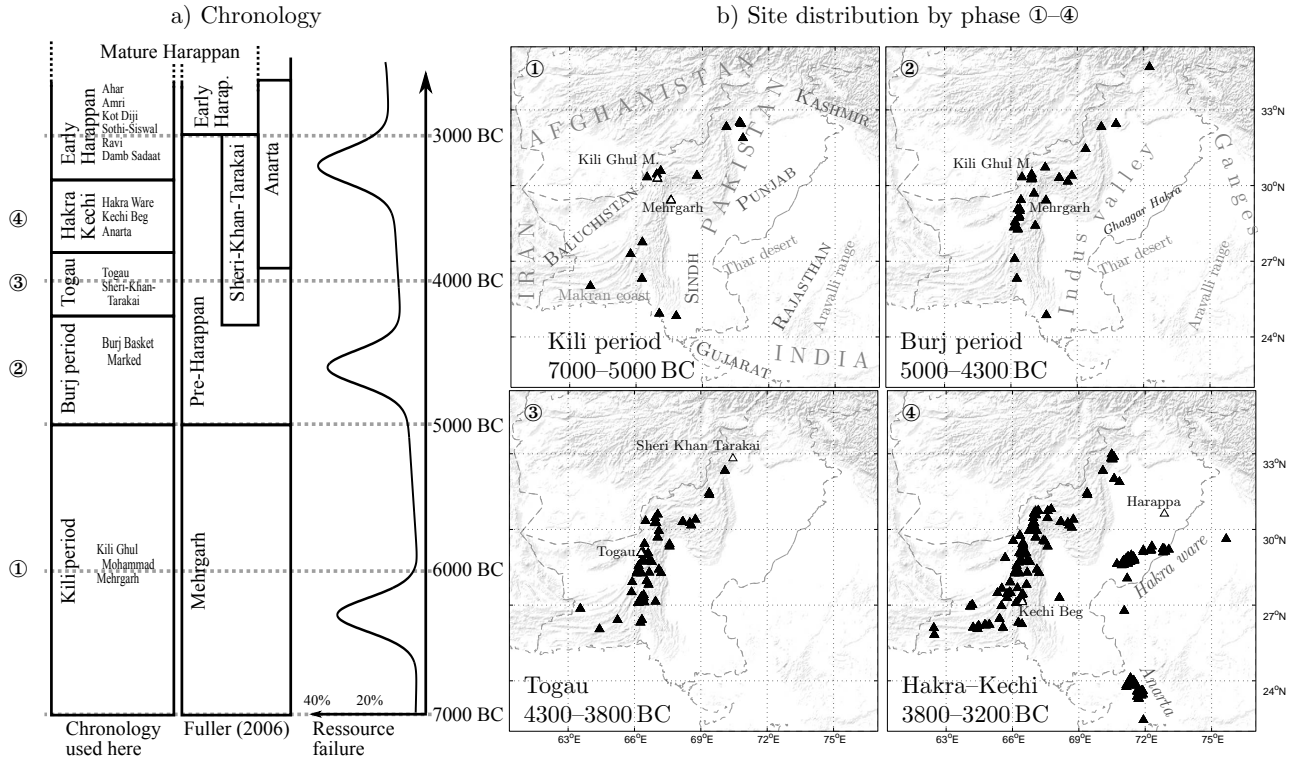 a) Chronology
Mature Harappan
Early
Harappan
Ahar
Amri
Kot Diji
Sothi-Siswal
Ravi
Damb Sadaat
Early
Harap.
Anarta
Sheri-Khan-Tarakai
3000 BC
④
Hakra
Kechi
Hakra Ware
Kechi Beg
Anarta
③
Togau
Togau
Sheri-Khan-
Tarakai
4000 BC
②
Burj period
Burj Basket
Marked
Pre-Harappan
5000 BC
①
Kili period
Kili Ghul
Mohammad
Mehrgarh
Mehrgarh
6000 BC
40%
20%
7000 BC
Chronology
used here
Fuller (2006)
Ressource
failure
b) Site distribution by phase ①–④
①
AFGHANISTAN
KASHMIR
PAKISTAN
Kili Ghul M.
PUNJAB
Mehrgarh
BALUCHISTAN
IRAN
Thar desert
SINDH
Makran coast
RAJASTHAN
Aravalli range
Kili period
7000–5000 BC
GUJARAT
INDIA
②
33°N
Ganges
Kili Ghul M.
30°N
Indus valley
Mehrgarh
Ghaggar Hakra
Thar desert
27°N
Aravalli range
24°N
Burj period
5000–4300 BC
③
Sheri Khan Tarakai
Togau
Togau
4300–3800 BC
63°E
66°E
69°E
72°E
75°E
④
33°N
Harappa
30°N
Hakra ware
Kechi Beg
27°N
Anarta
24°N
Hakra–Kechi
3800–3200 BC
63°E
66°E
69°E
72°E
75°E